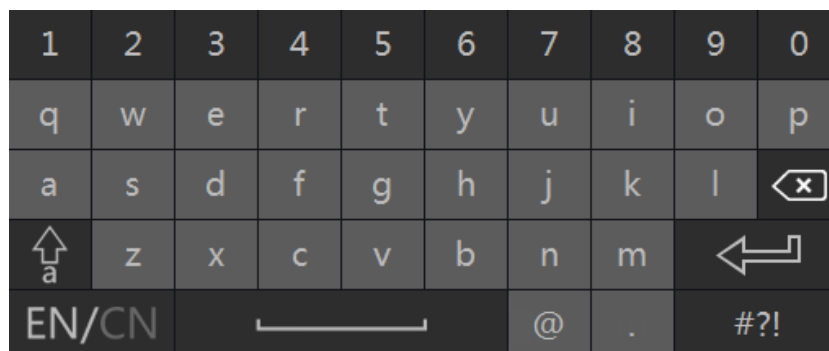 1 2 3 4 5 6 7 8 9 0
q w e r t y u i o p
a s d f g h j k l
a z x c v b n m
EN/CN @ . #?!